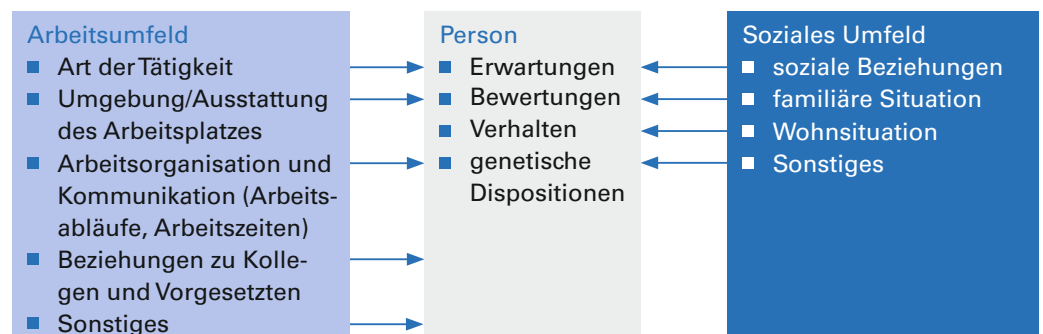 Arbeitsumfeld
Art der Tätigkeit
Umgebung/Ausstattung
des Arbeitsplatzes
Arbeitsorganisation und
Kommunikation (Arbeits-
abläufe, Arbeitszeiten)
Beziehungen zu Kolle-
gen und Vorgesetzten
Sonstiges
Person
Erwartungen
Bewertungen
Verhalten
genetische
Dispositionen
Soziales Umfeld
soziale Beziehungen
familiäre Situation
Wohnsituation
Sonstiges